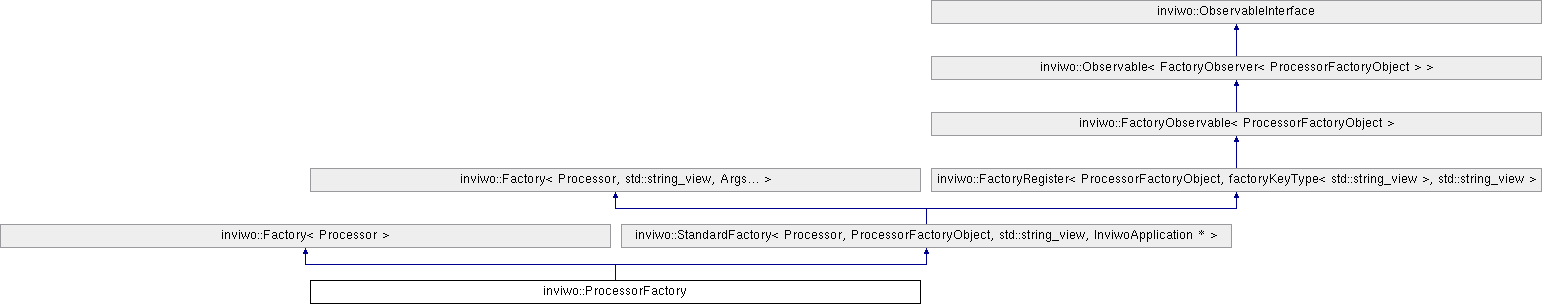 inviwo::ObservableInterface
inviwo::Observable< FactoryObserver< ProcessorFactoryObject > >
inviwo::FactoryObservable< ProcessorFactoryObject >
inviwo::Factory< Processor, std::string_view, Args... >
inviwo::FactoryRegister< ProcessorFactoryObject, factoryKeyType< std::string_view >, std::string_view >
inviwo::Factory< Processor >
inviwo::StandardFactory< Processor, ProcessorFactoryObject, std::string_view, InviwoApplication * >
inviwo::ProcessorFactory